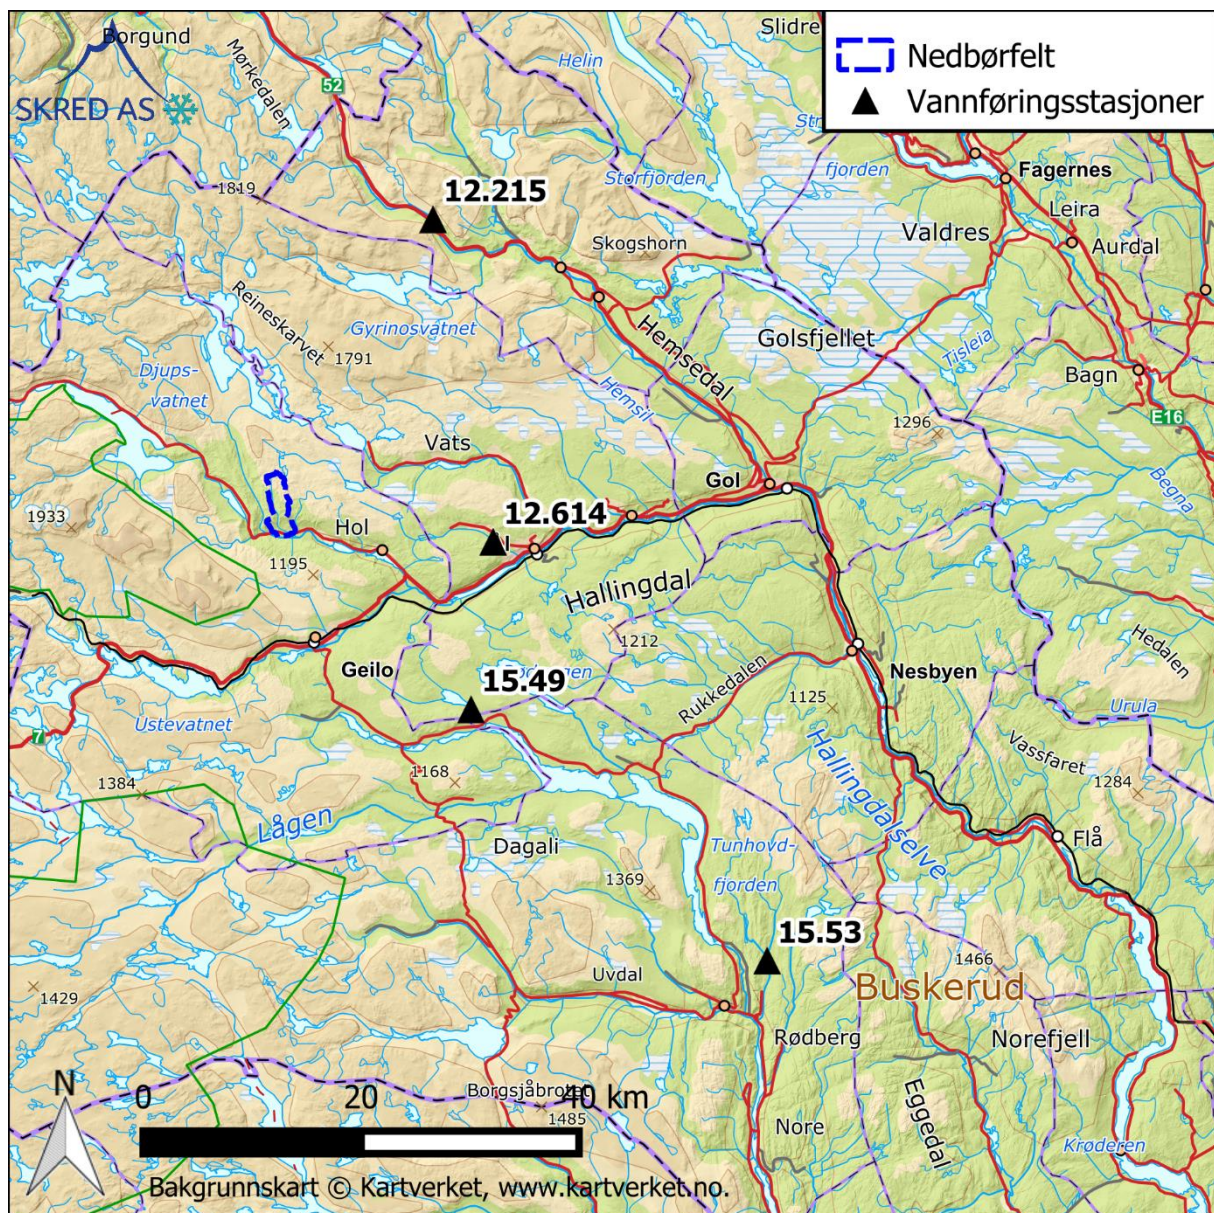 Borgund
SKRED AS
Mørkedalen
52
Helin
Slidre
Nedbørfelt
Vannføringsstasjoner
1819
12.215
Storfjorden
fjorden
Fagernes
Leira
Valdres
Aurdal
Skogshorn
Reineskarvet
1791
Gyrinosvatnet
Hemsedal
Golsfjellet
Tisleia
Bagn
E16
Djups-
vatnet
Hemsil
1296
Vats
Gol
Begna
1933
Hol
12.614
1195
Hallingdal
1212
Geilo
15.49
Rukkedalen
Nesbyen
Hedalen
Ustevatnet
7
1125
Urula
Vassfaret
1384
1168
1284
Lågen
Dagali
Hallingdalselve
Tunhovd-
fjorden
Flå
1369
15.53
1429
Uvdal
1466
Buskerud
Rødberg
Norefjell
N
0
20
40 km
Borgsjåbrotet
1485
Nore
Eggedal
Krøderen
Bakgrunnskart © Kartverket, www.kartverket.no.